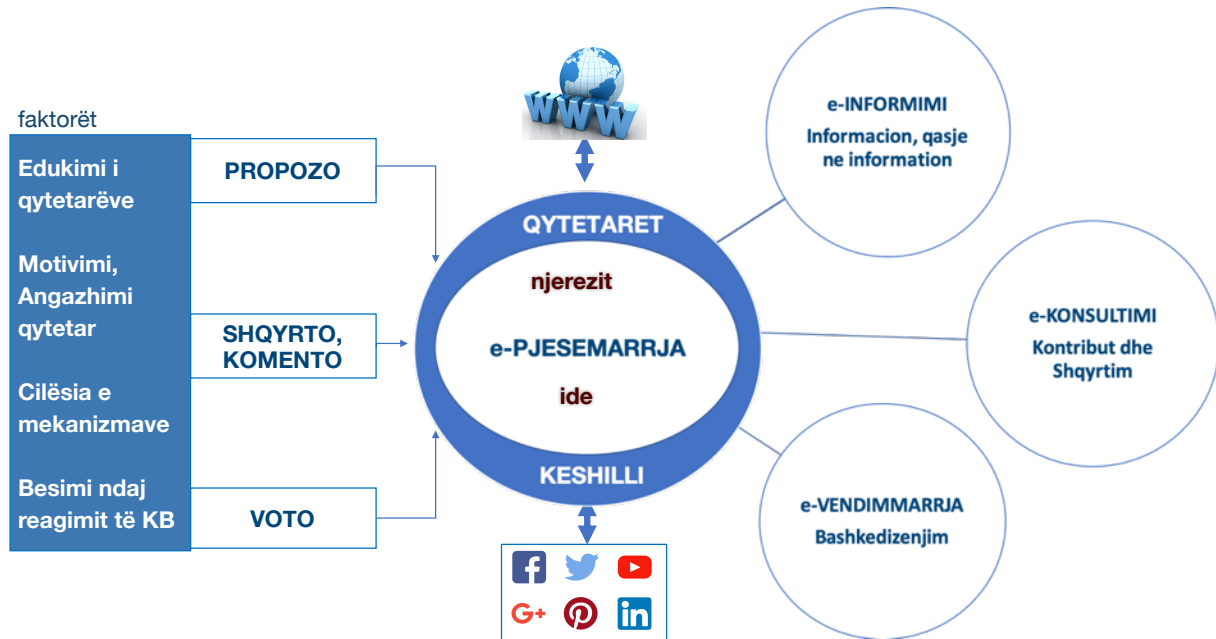 faktorët
Edukimi i
qytetarëve
Motivimi,
Angazhimi
qytetar
Cilësia e
mekanizmave
Besimi ndaj
reagimit të KB
PROPOZO
SHQYRTO,
KOMENTO
VOTO
WWW
QYTETARET
njerezit
e-PJESEMARRJA
ide
KESHILLI
G+
in
e-INFORMIMI
Informacion, qasje
ne information
e-KONSULTIMI
Kontribut dhe
Shqyrtim
e-VENDIMMARRJA
Bashkedizenjim